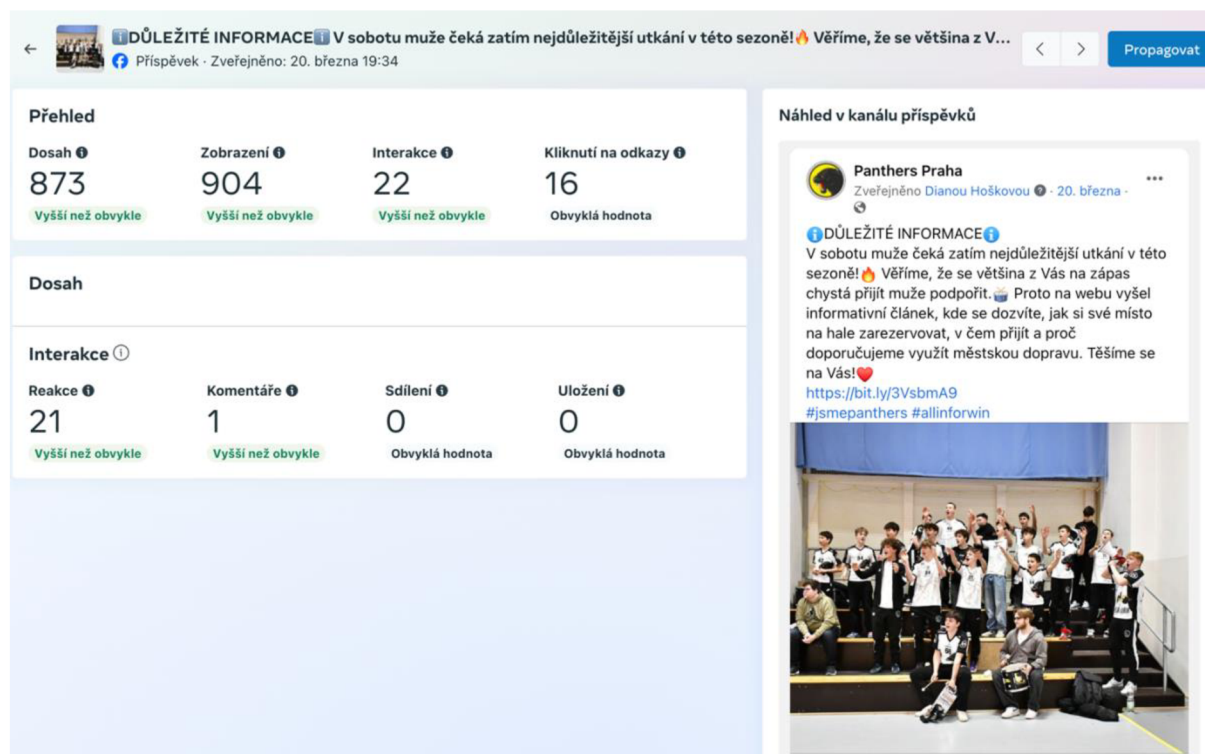 ℹ️DŮLEŽITÉ INFORMACEℹ️ V sobotu muže čeká zatím nejdůležitější utkání v této sezoně!🔥 Věříme, že se většina z V...
Příspěvek · Zveřejněno: 20. března 19:34
Propagovat
Přehled
Dosah Zobrazení Interakce Kliknutí na odkazy
873 904 22 16
Vyšší než obvykle Vyšší než obvykle Vyšší než obvykle Obvyklá hodnota
Dosah
Interakce
Reakce Komentáře Sdílení Uložení
21 1 0 0
Vyšší než obvykle Vyšší než obvykle Obvyklá hodnota Obvyklá hodnota
Náhled v kanálu příspěvků
Panthers Praha
Zveřejněno Dianou Hoškovou · 20. března ·
ℹ️DŮLEŽITÉ INFORMACEℹ️
V sobotu muže čeká zatím nejdůležitější utkání v této
sezoně!🔥 Věříme, že se většina z Vás na zápas
chystá přijít muže podpořit.🥁 Proto na webu vyšel
informativní článek, kde se dozvíte, jak si své místo
na hale zarezervovat, v čem přijít a proč
doporučujeme využít městskou dopravu. Těšíme se
na Vás!❤️
https://bit.ly/3VsbmA9
#jsmepanthers #allinforwin